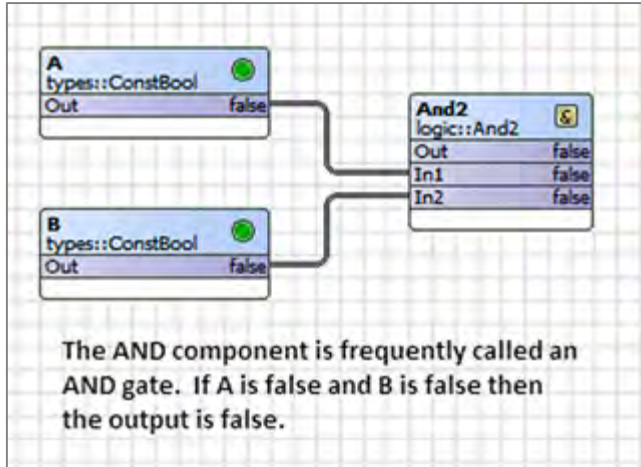 A
types::ConstBool
Out false
And2
logic::And2
&
Out false
In1 false
In2 false
B
types::ConstBool
Out false
The AND component is frequently called an
AND gate. If A is false and B is false then
the output is false.